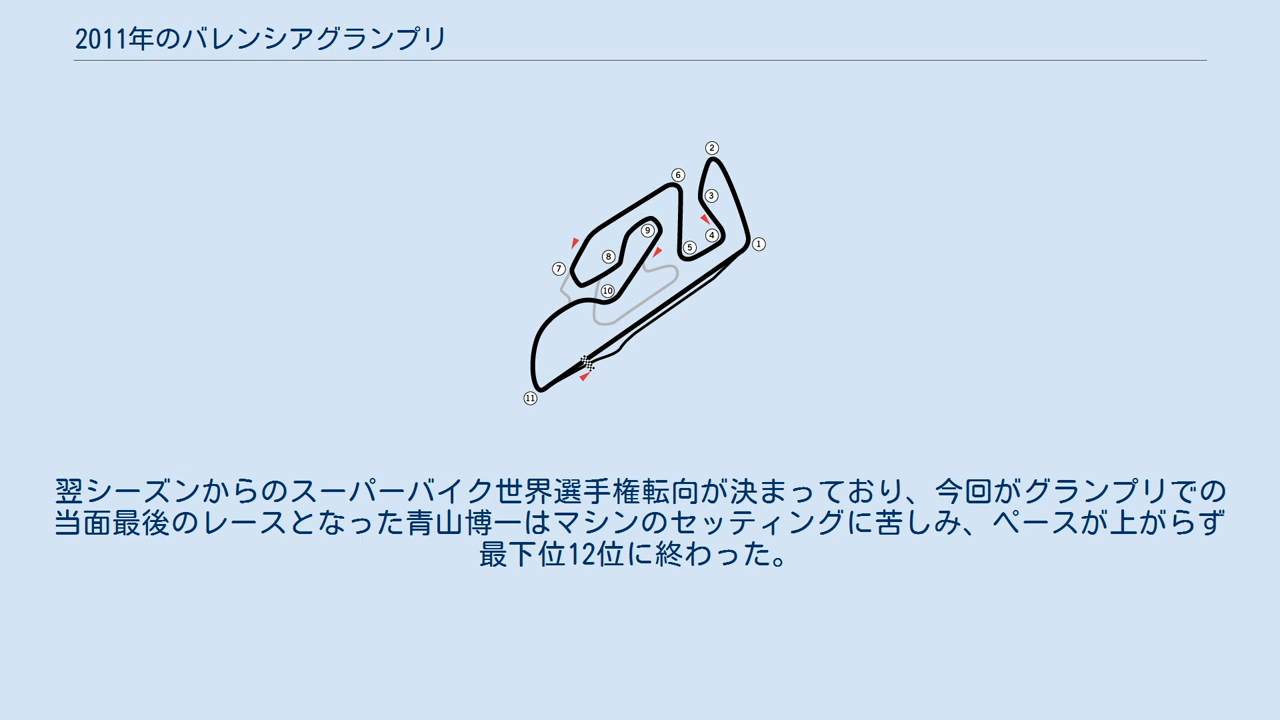 2011年のバレンシアグランプリ
2
6
3
9
4
1
5
8
7
10
11
翌シーズンからのスーパーバイク世界選手権転向が決まっており、今回がグランプリでの
当面最後のレースとなった青山博一はマシンのセッティングに苦しみ、ペースが上がらず
最下位12位に終わった。